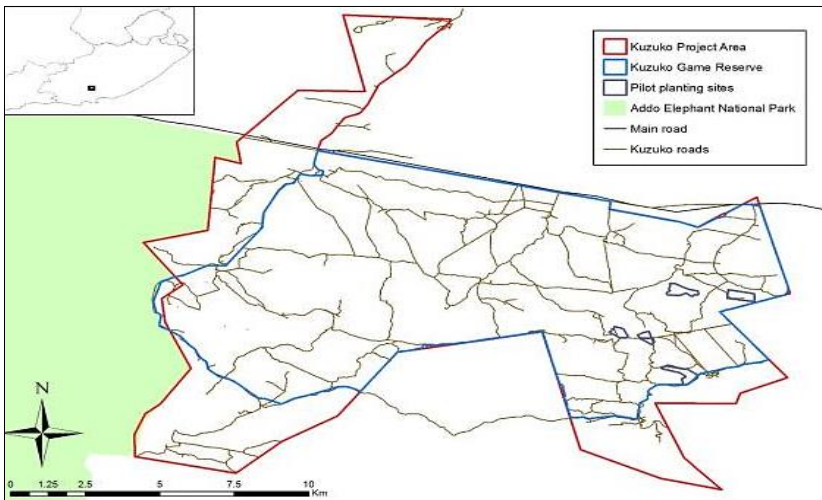 Kuzuko Project Area
Kuzuko Game Reserve
Pilot planting sites
Addo Elephant National Park
Main road
Kuzuko roads
N
0 1.25 2.5 5 7.5 10
Km